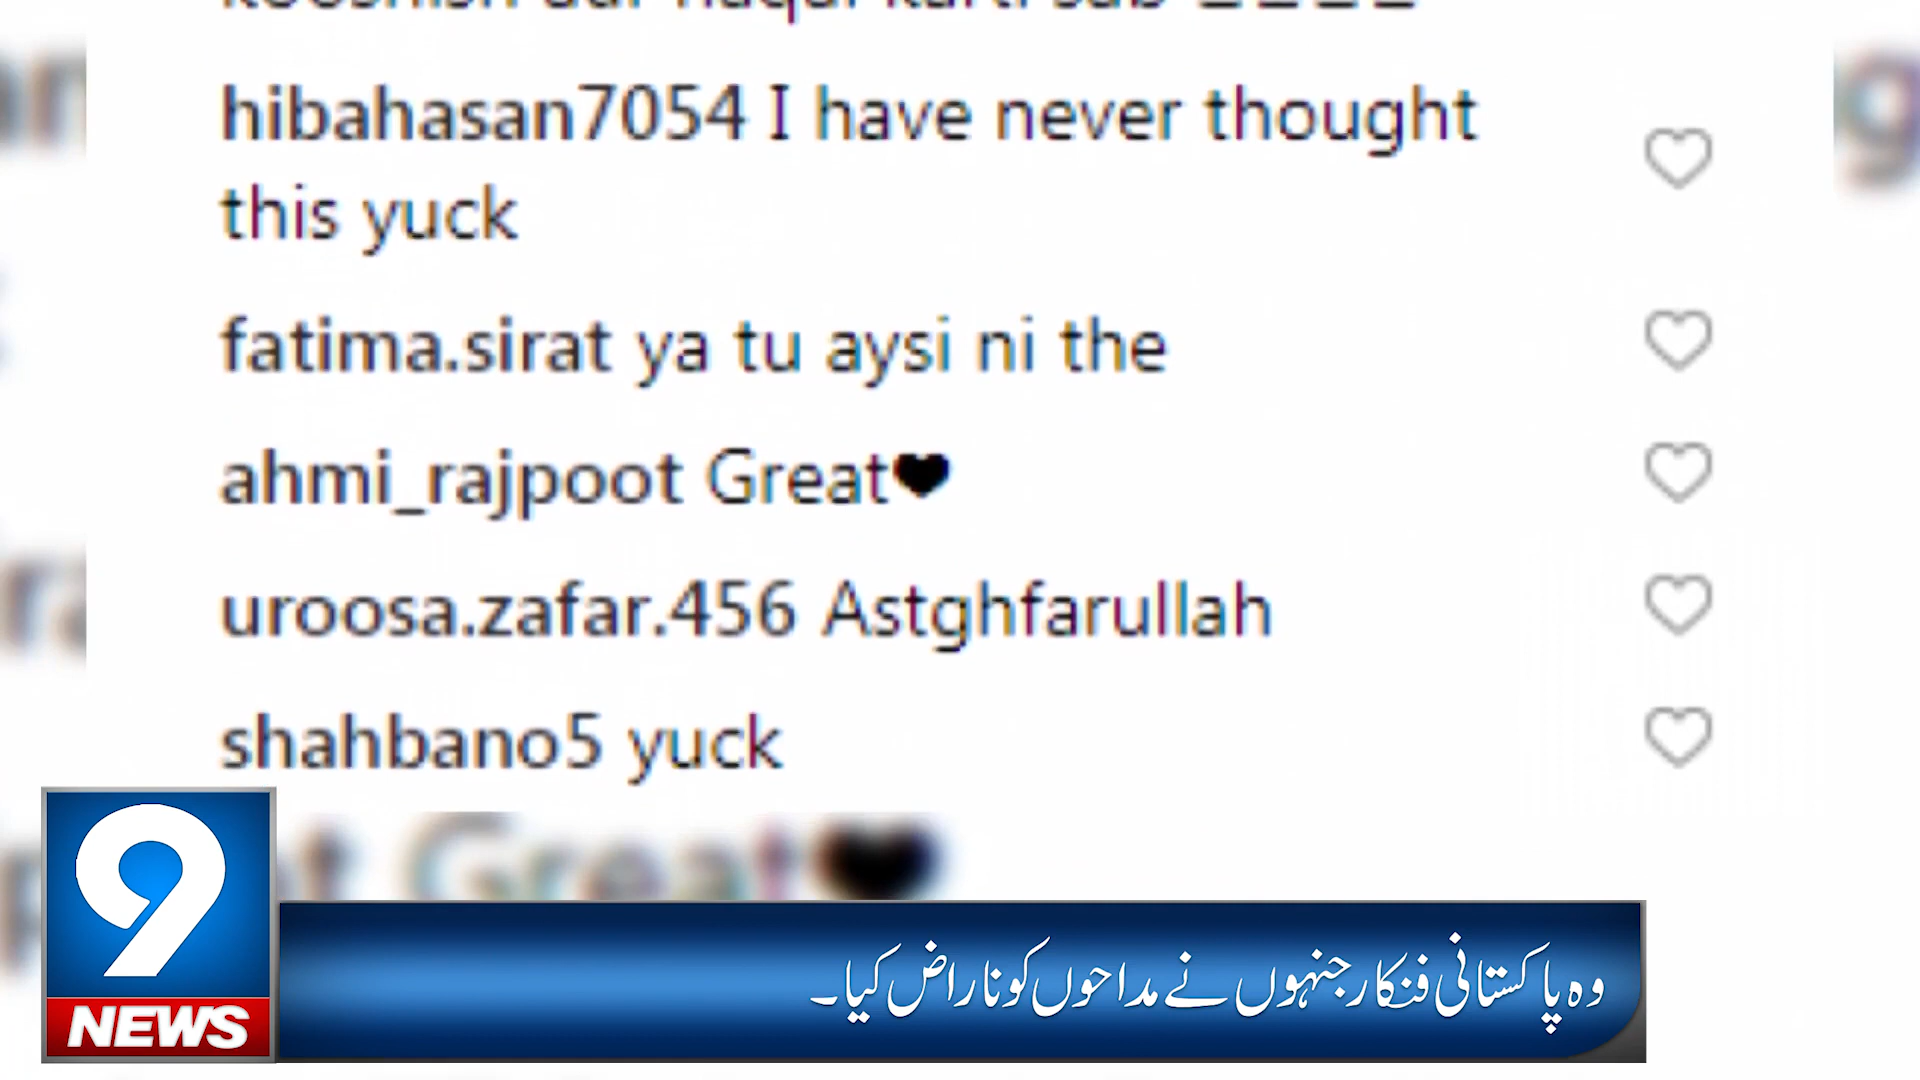 hibahasan7054 I have never thought
this yuck
fatima.sirat ya tu aysi ni the
ahmi_rajpoot Great🖤
uroosa.zafar.456 Astghfarullah
shahbano5 yuck
Great🖤
9
NEWS
وہ پاکستانی فنکار جنہوں نے مداحوں کو ناراض کیا۔